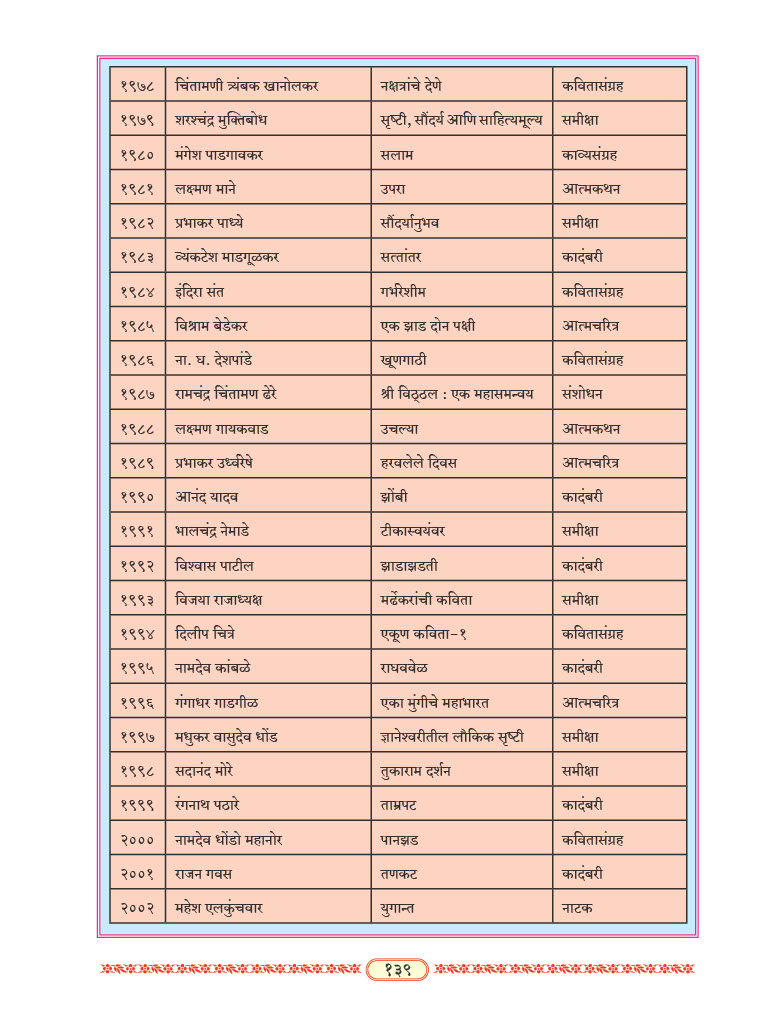 १९७८ चिंतामणी त्र्यंबक खानोलकर नक्षत्रांचे देणे कवितासंग्रह
१९७९ शरश्चंद्र मुक्तिबोध सृष्टी, सौंदर्य आणि साहित्यमूल्य समीक्षा
१९८० मंगेश पाडगावकर सलाम काव्यसंग्रह
१९८१ लक्ष्मण माने उपरा आत्मकथन
१९८२ प्रभाकर पाध्ये सौंदर्यानुभव समीक्षा
१९८३ व्यंकटेश माडगूळकर सत्तांतर कादंबरी
१९८४ इंदिरा संत गर्भरेशीम कवितासंग्रह
१९८५ विश्राम बेडेकर एक झाड दोन पक्षी आत्मचरित्र
१९८६ ना. घ. देशपांडे खूणगाठी कवितासंग्रह
१९८७ रामचंद्र चिंतामण ढेरे श्री विठ्ठल : एक महासमन्वय संशोधन
१९८८ लक्ष्मण गायकवाड उचल्या आत्मकथन
१९८९ प्रभाकर उर्ध्वरेषे हरवलेले दिवस आत्मचरित्र
१९९० आनंद यादव झोंबी कादंबरी
१९९१ भालचंद्र नेमाडे टीकास्वयंवर समीक्षा
१९९२ विश्वास पाटील झाडाझडती कादंबरी
१९९३ विजया राजाध्यक्ष मर्ढेकरांची कविता समीक्षा
१९९४ दिलीप चित्रे एकूण कविता-१ कवितासंग्रह
१९९५ नामदेव कांबळे राघववेळ कादंबरी
१९९६ गंगाधर गाडगीळ एका मुंगीचे महाभारत आत्मचरित्र
१९९७ मधुकर वासुदेव धोंड ज्ञानेश्वरीतील लौकिक सृष्टी समीक्षा
१९९८ सदानंद मोरे तुकाराम दर्शन समीक्षा
१९९९ रंगनाथ पठारे ताम्रपट कादंबरी
२००० नामदेव धोंडो महानोर पानझड कवितासंग्रह
२००१ राजन गवस तणकट कादंबरी
२००२ महेश एलकुंचवार युगान्त नाटक
१३९